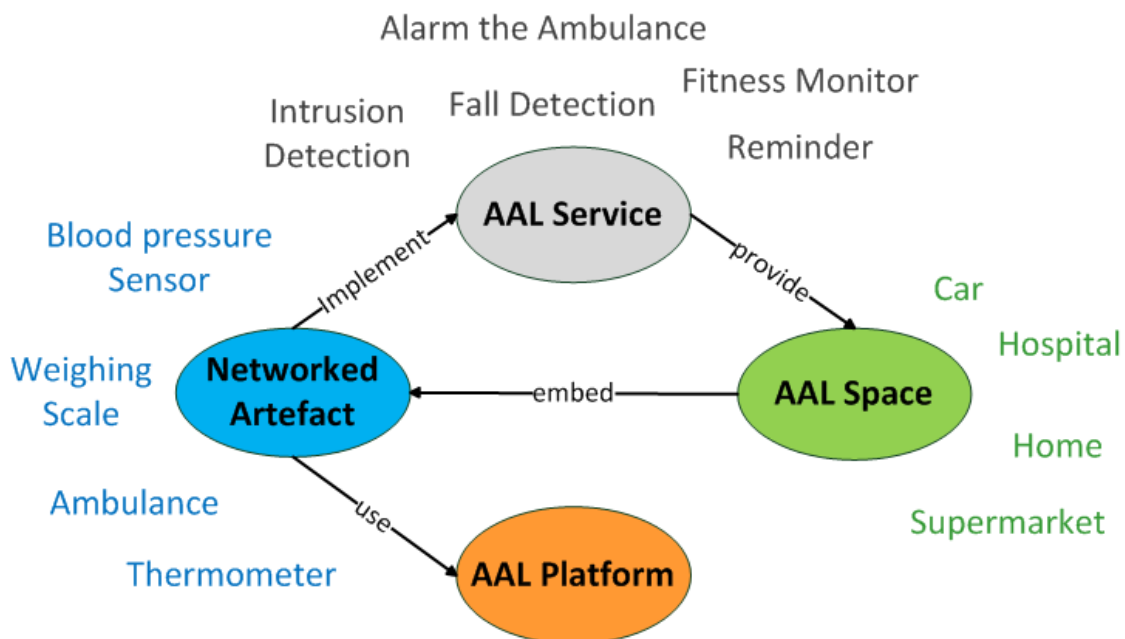 Alarm the Ambulance
Fitness Monitor
Fall Detection
Intrusion
Detection
Reminder
AAL Service
Blood pressure
Sensor
Implement
provide
Car
Hospital
Weighing
Scale
Networked
Artefact
embed
AAL Space
Home
Ambulance
use
Supermarket
Thermometer
AAL Platform